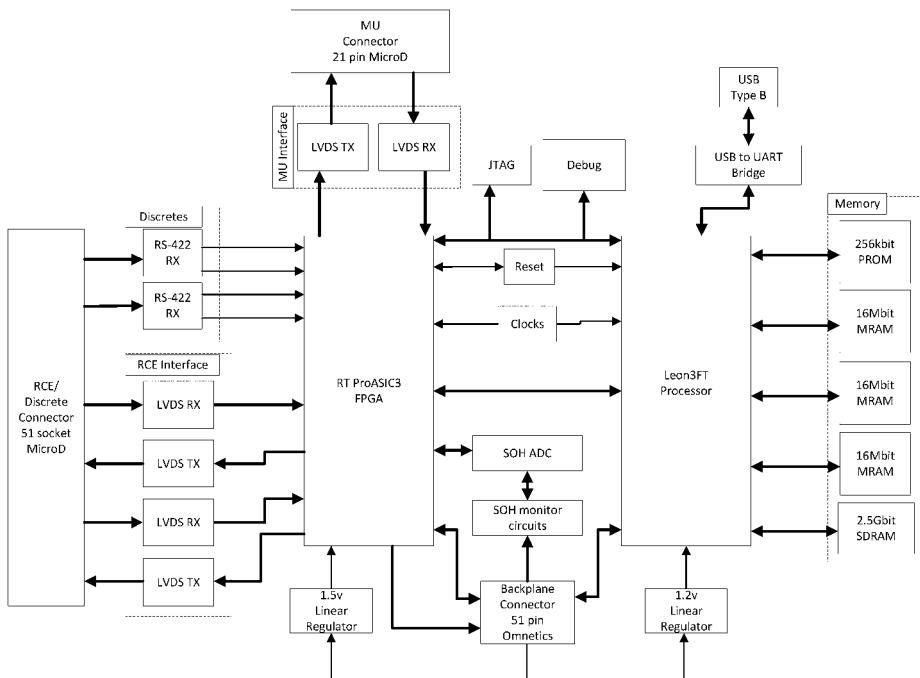 MU
Connector
21 pin MicroD
MU Interface
LVDS TX
LVDS RX
JTAG
Debug
USB
Type B
USB to UART
Bridge
Memory
Discretes
RS-422
RX
RS-422
RX
RCE Interface
LVDS RX
LVDS TX
LVDS RX
LVDS TX
RCE/
Discrete
Connector
51 socket
MicroD
RT ProASIC3
FPGA
Reset
Clocks
SOH ADC
SOH monitor
circuits
Backplane
Connector
51 pin
Omnetics
1.5v
Linear
Regulator
Leon3FT
Processor
1.2v
Linear
Regulator
256kbit
PROM
16Mbit
MRAM
16Mbit
MRAM
16Mbit
MRAM
2.5Gbit
SDRAM